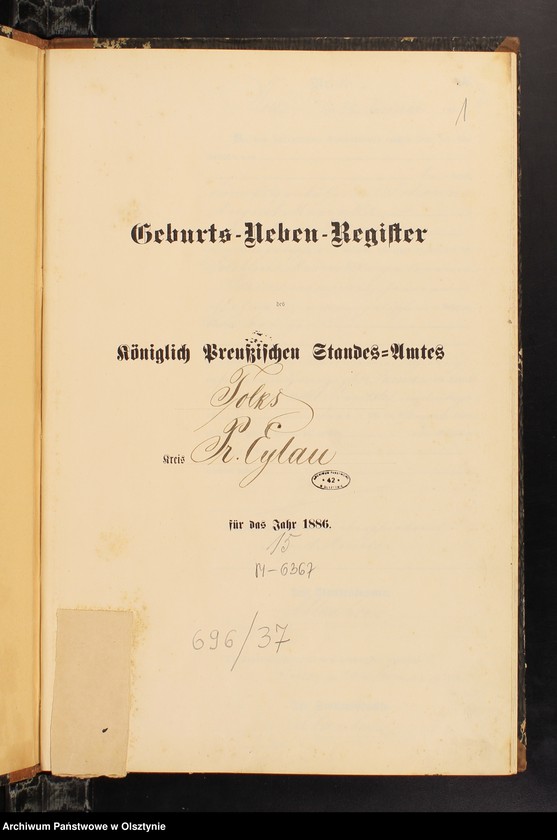 1
Geburts-Neben-Register
des
Königlich Preußischen Standes-Amtes
Tolks
Kreis Pr. Eylau
• 42 •
für das Jahr 1886.
15
M-6367
696/37
Archiwum Państwowe w Olsztynie